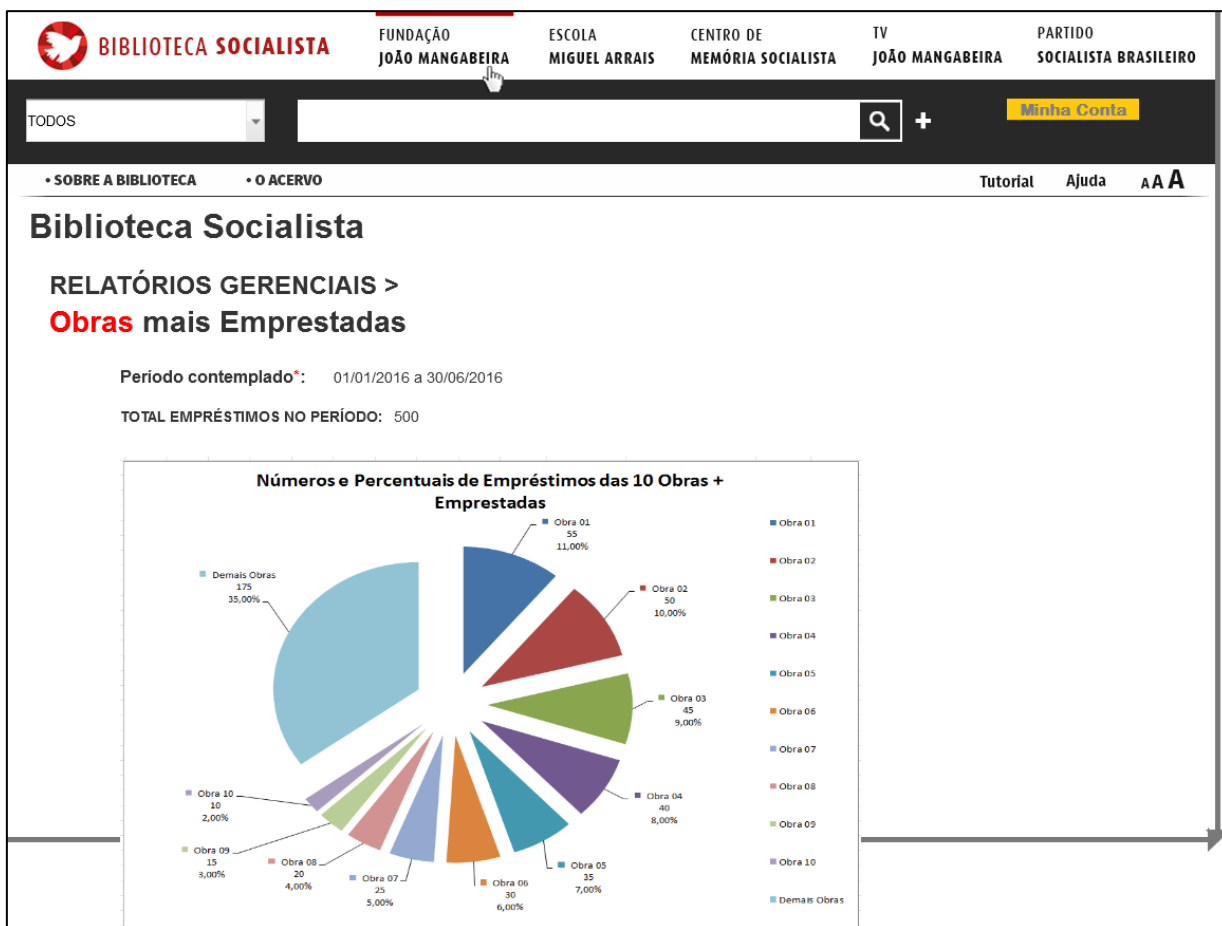 BIBLIOTECA SOCIALISTA
FUNDAÇÃO
JOÃO MANGABEIRA
ESCOLA
MIGUEL ARRAIS
CENTRO DE
MEMÓRIA SOCIALISTA
TV
JOÃO MANGABEIRA
PARTIDO
SOCIALISTA BRASILEIRO
TODOS
+
Minha Conta
• SOBRE A BIBLIOTECA
• O ACERVO
Tutorial
Ajuda
A A A
Biblioteca Socialista
RELATÓRIOS GERENCIAIS >
Obras mais Emprestadas
Período contemplado*: 01/01/2016 a 30/06/2016
TOTAL EMPRÉSTIMOS NO PERÍODO: 500
Números e Percentuais de Empréstimos das 10 Obras +
Emprestadas
Obra 01
55
11,00%
Obra 02
50
10,00%
Obra 03
45
9,00%
Obra 04
40
8,00%
Obra 05
35
7,00%
Obra 06
30
6,00%
Obra 07
25
5,00%
Obra 08
20
4,00%
Obra 09
15
3,00%
Obra 10
10
2,00%
Demais Obras
175
35,00%
Obra 01
Obra 02
Obra 03
Obra 04
Obra 05
Obra 06
Obra 07
Obra 08
Obra 09
Obra 10
Demais Obras